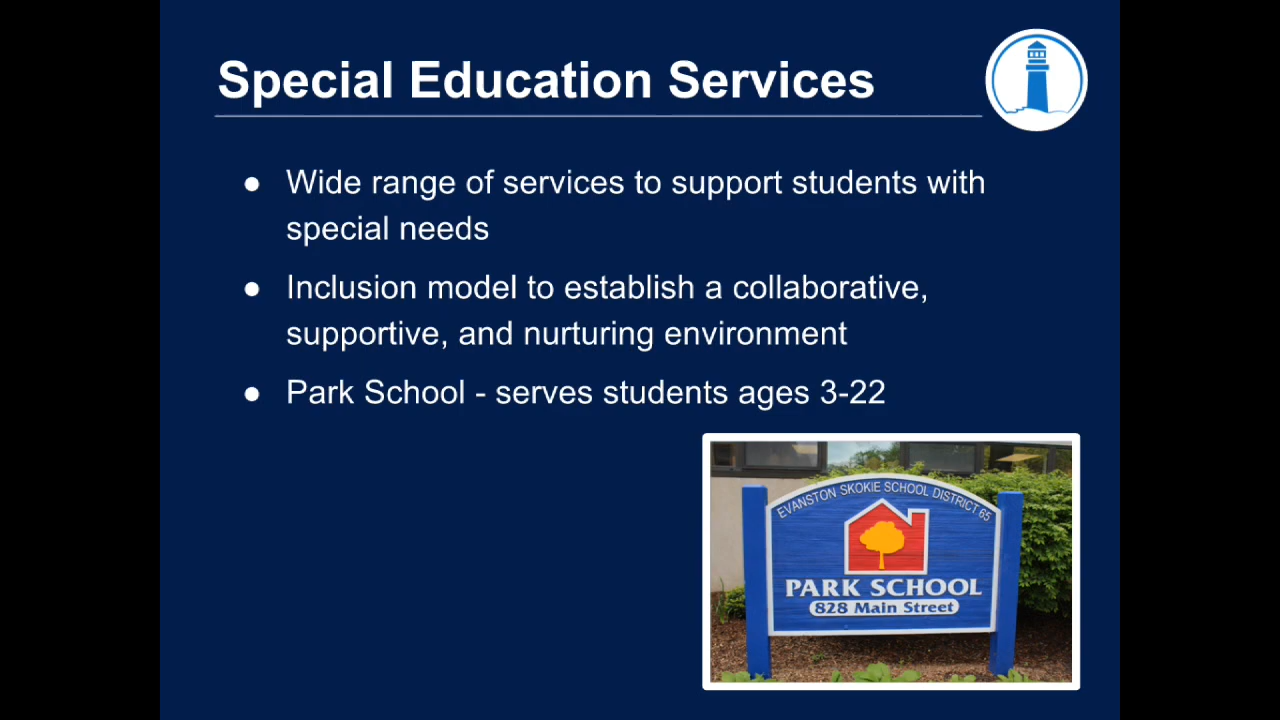 Special Education Services
● Wide range of services to support students with
special needs
● Inclusion model to establish a collaborative,
supportive, and nurturing environment
● Park School - serves students ages 3-22
EVANSTON SKOKIE SCHOOL DISTRICT 65
PARK SCHOOL
828 Main Street